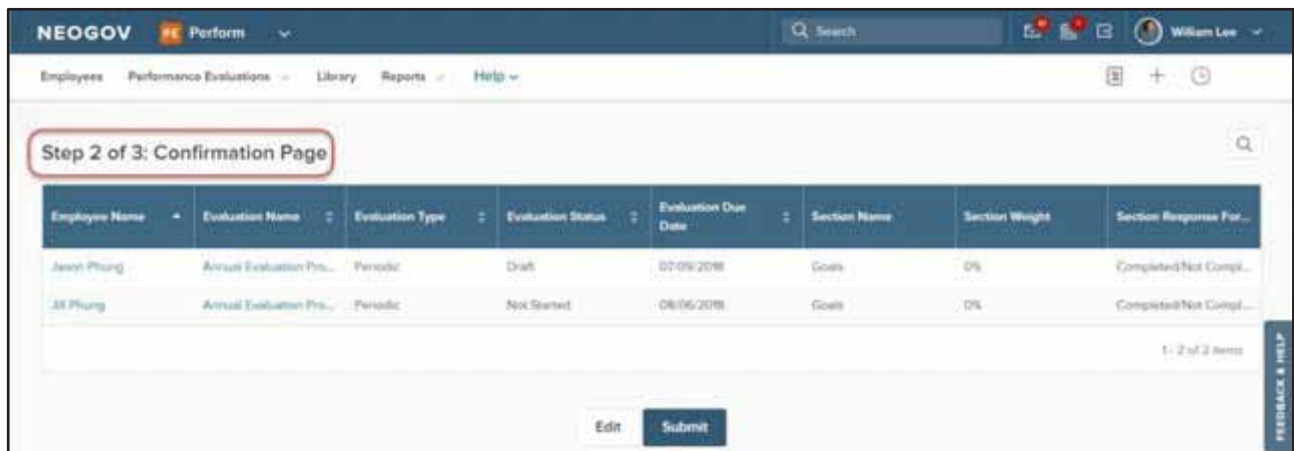 NEOGOV PE Perform Search William Lee
Employees Performance Evaluations Library Reports Help
Step 2 of 3: Confirmation Page
Employee Name Evaluation Name Evaluation Type Evaluation Status Evaluation Due Date Section Name Section Weight Section Response For...
Jason Phung Annual Evaluation Pro... Periodic Draft 07/09/2018 Goals 0% Completed/Not Compl...
Jill Phung Annual Evaluation Pro... Periodic Not Started 08/06/2018 Goals 0% Completed/Not Compl...
1 - 2 of 2 items
Edit Submit
FEEDBACK & HELP